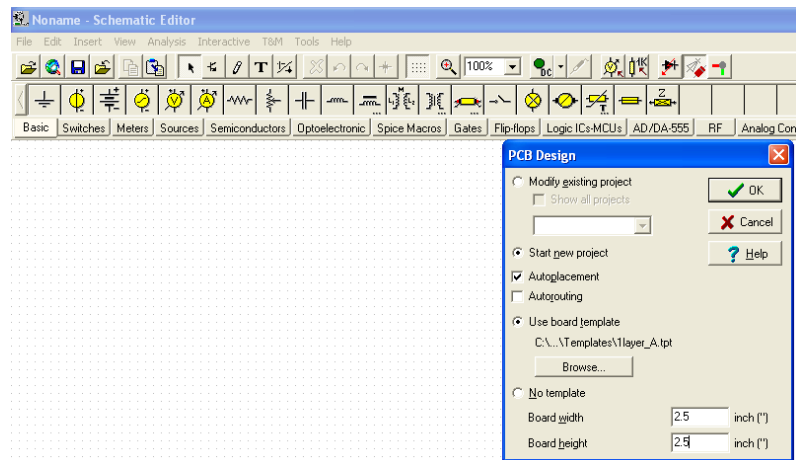 Noname - Schematic Editor
File Edit Insert View Analysis Interactive T&M Tools Help
T 100% DC 1K
Z
Basic Switches Meters Sources Semiconductors Optoelectronic Spice Macros Gates Flip-flops Logic ICs-MCUs AD/DA-555 RF Analog Con
PCB Design
Modify existing project
Show all projects
OK
Cancel
Help
Start new project
Autoplacement
Autorouting
Use board template
C:\...\Templates\1layer_A.tpt
Browse...
No template
Board width 2.5 inch (")
Board height 2.5 inch (")